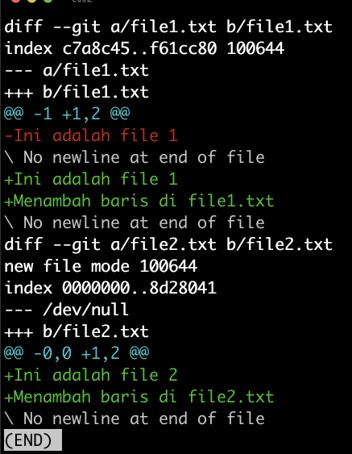 diff --git a/file1.txt b/file1.txt
index c7a8c45..f61cc80 100644
--- a/file1.txt
+++ b/file1.txt
@@ -1 +1,2 @@
-Ini adalah file 1
\ No newline at end of file
+Ini adalah file 1
+Menambah baris di file1.txt
\ No newline at end of file
diff --git a/file2.txt b/file2.txt
new file mode 100644
index 0000000..8d28041
--- /dev/null
+++ b/file2.txt
@@ -0,0 +1,2 @@
+Ini adalah file 2
+Menambah baris di file2.txt
\ No newline at end of file
(END)